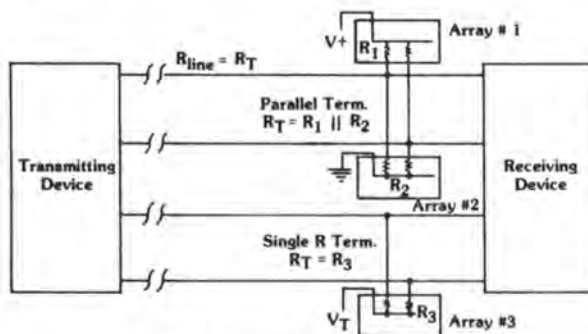 V+
R1
Array # 1
Rline = RT
Parallel Term.
RT = R1 || R2
Transmitting
Device
Receiving
Device
R2
Array #2
Single R Term.
RT = R3
VT
R3
Array #3